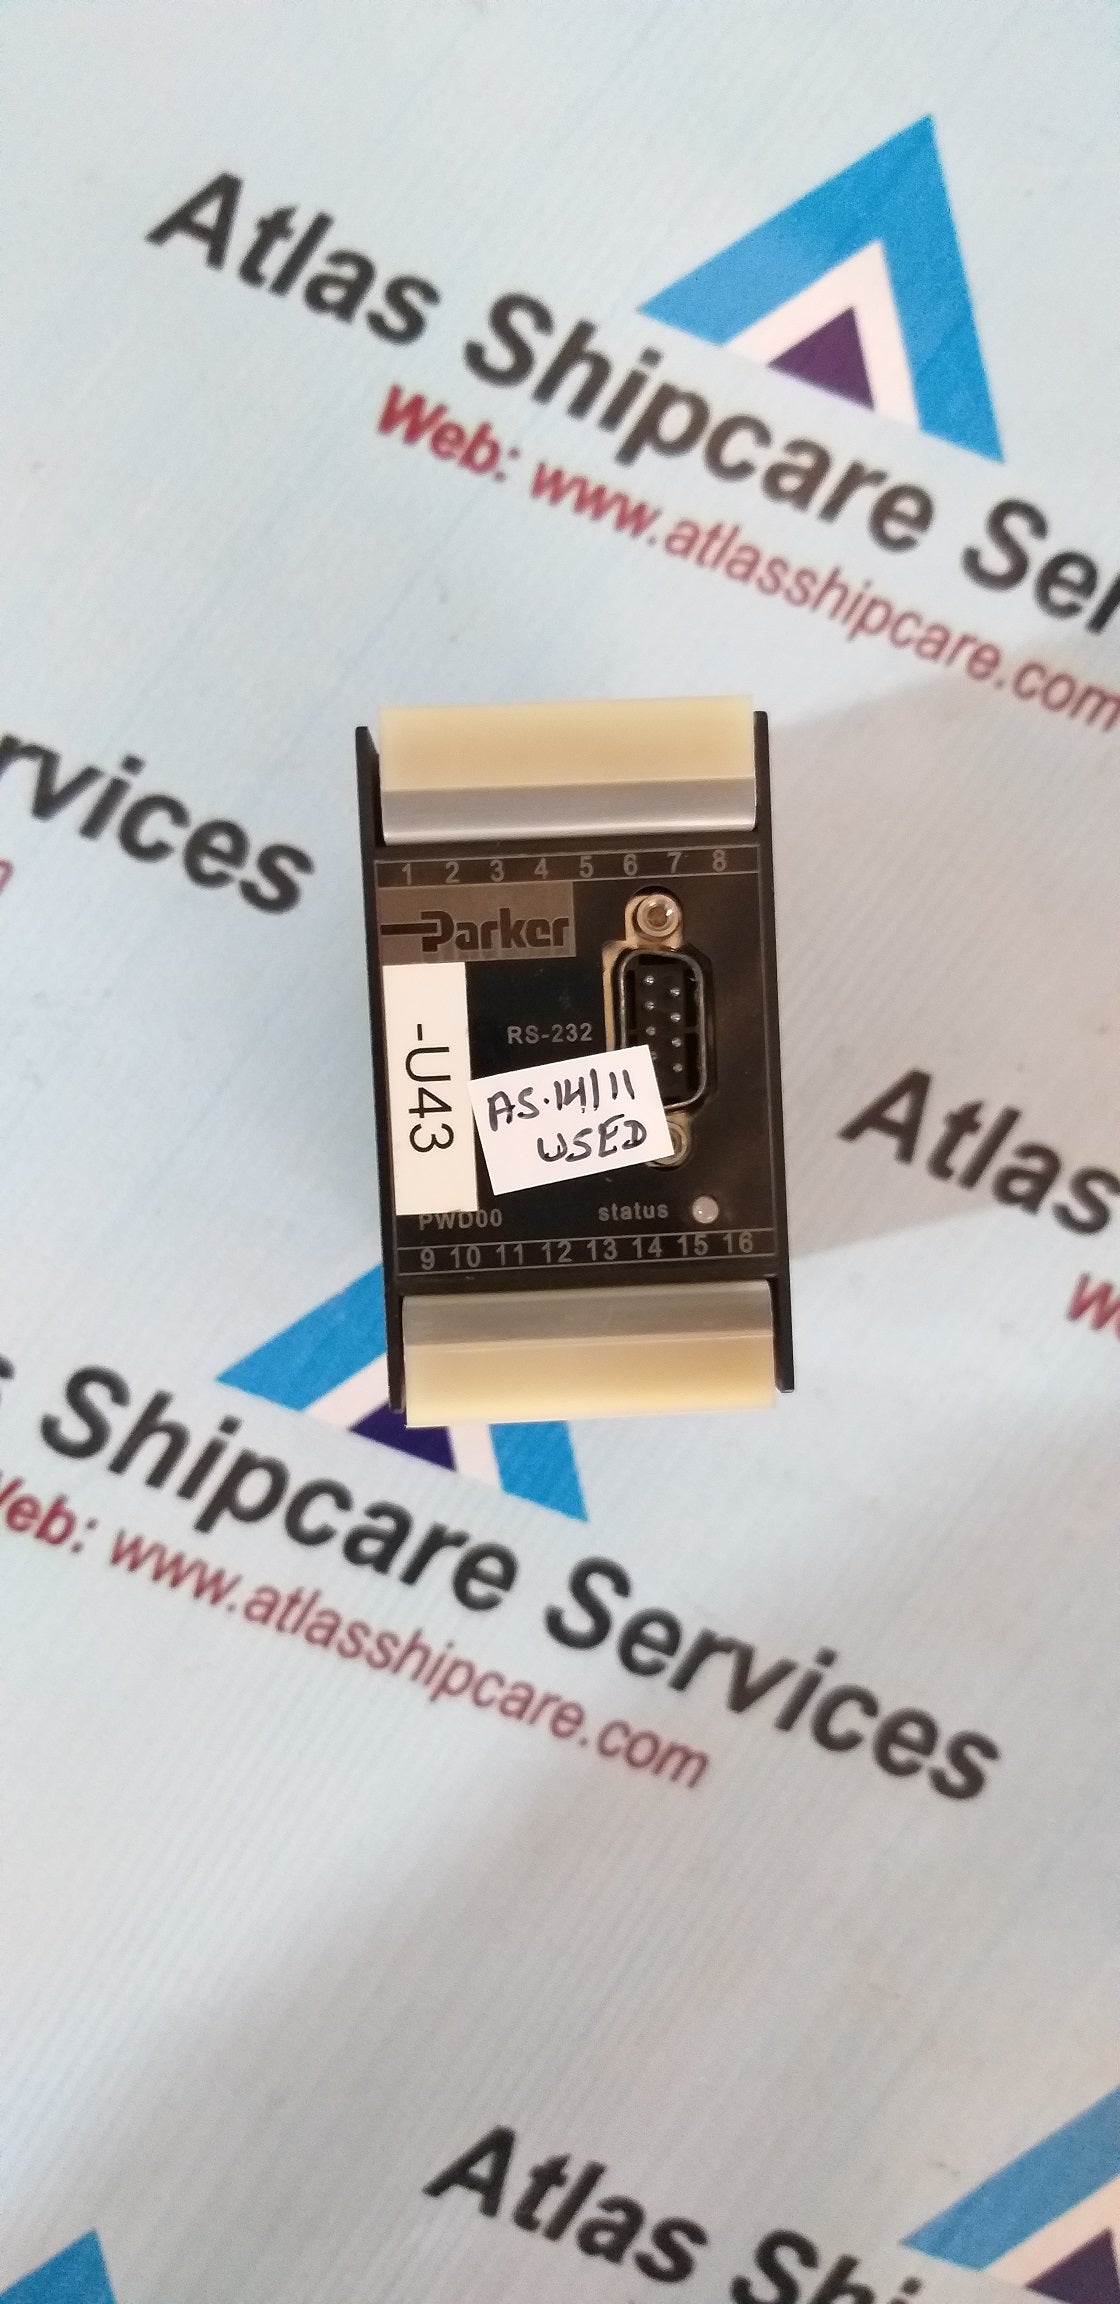 Atlas Shipcare Ser
Web: www.atlasshipcare.com
rvices
1 2 3 4 5 6 7 8
Parker
RS-232
-U43
AS.14/11
USED
PWD00
status
9 10 11 12 13 14 15 16
Atlas
we
s Shipcare Services
Web: www.atlasshipcare.com
Atlas Shi